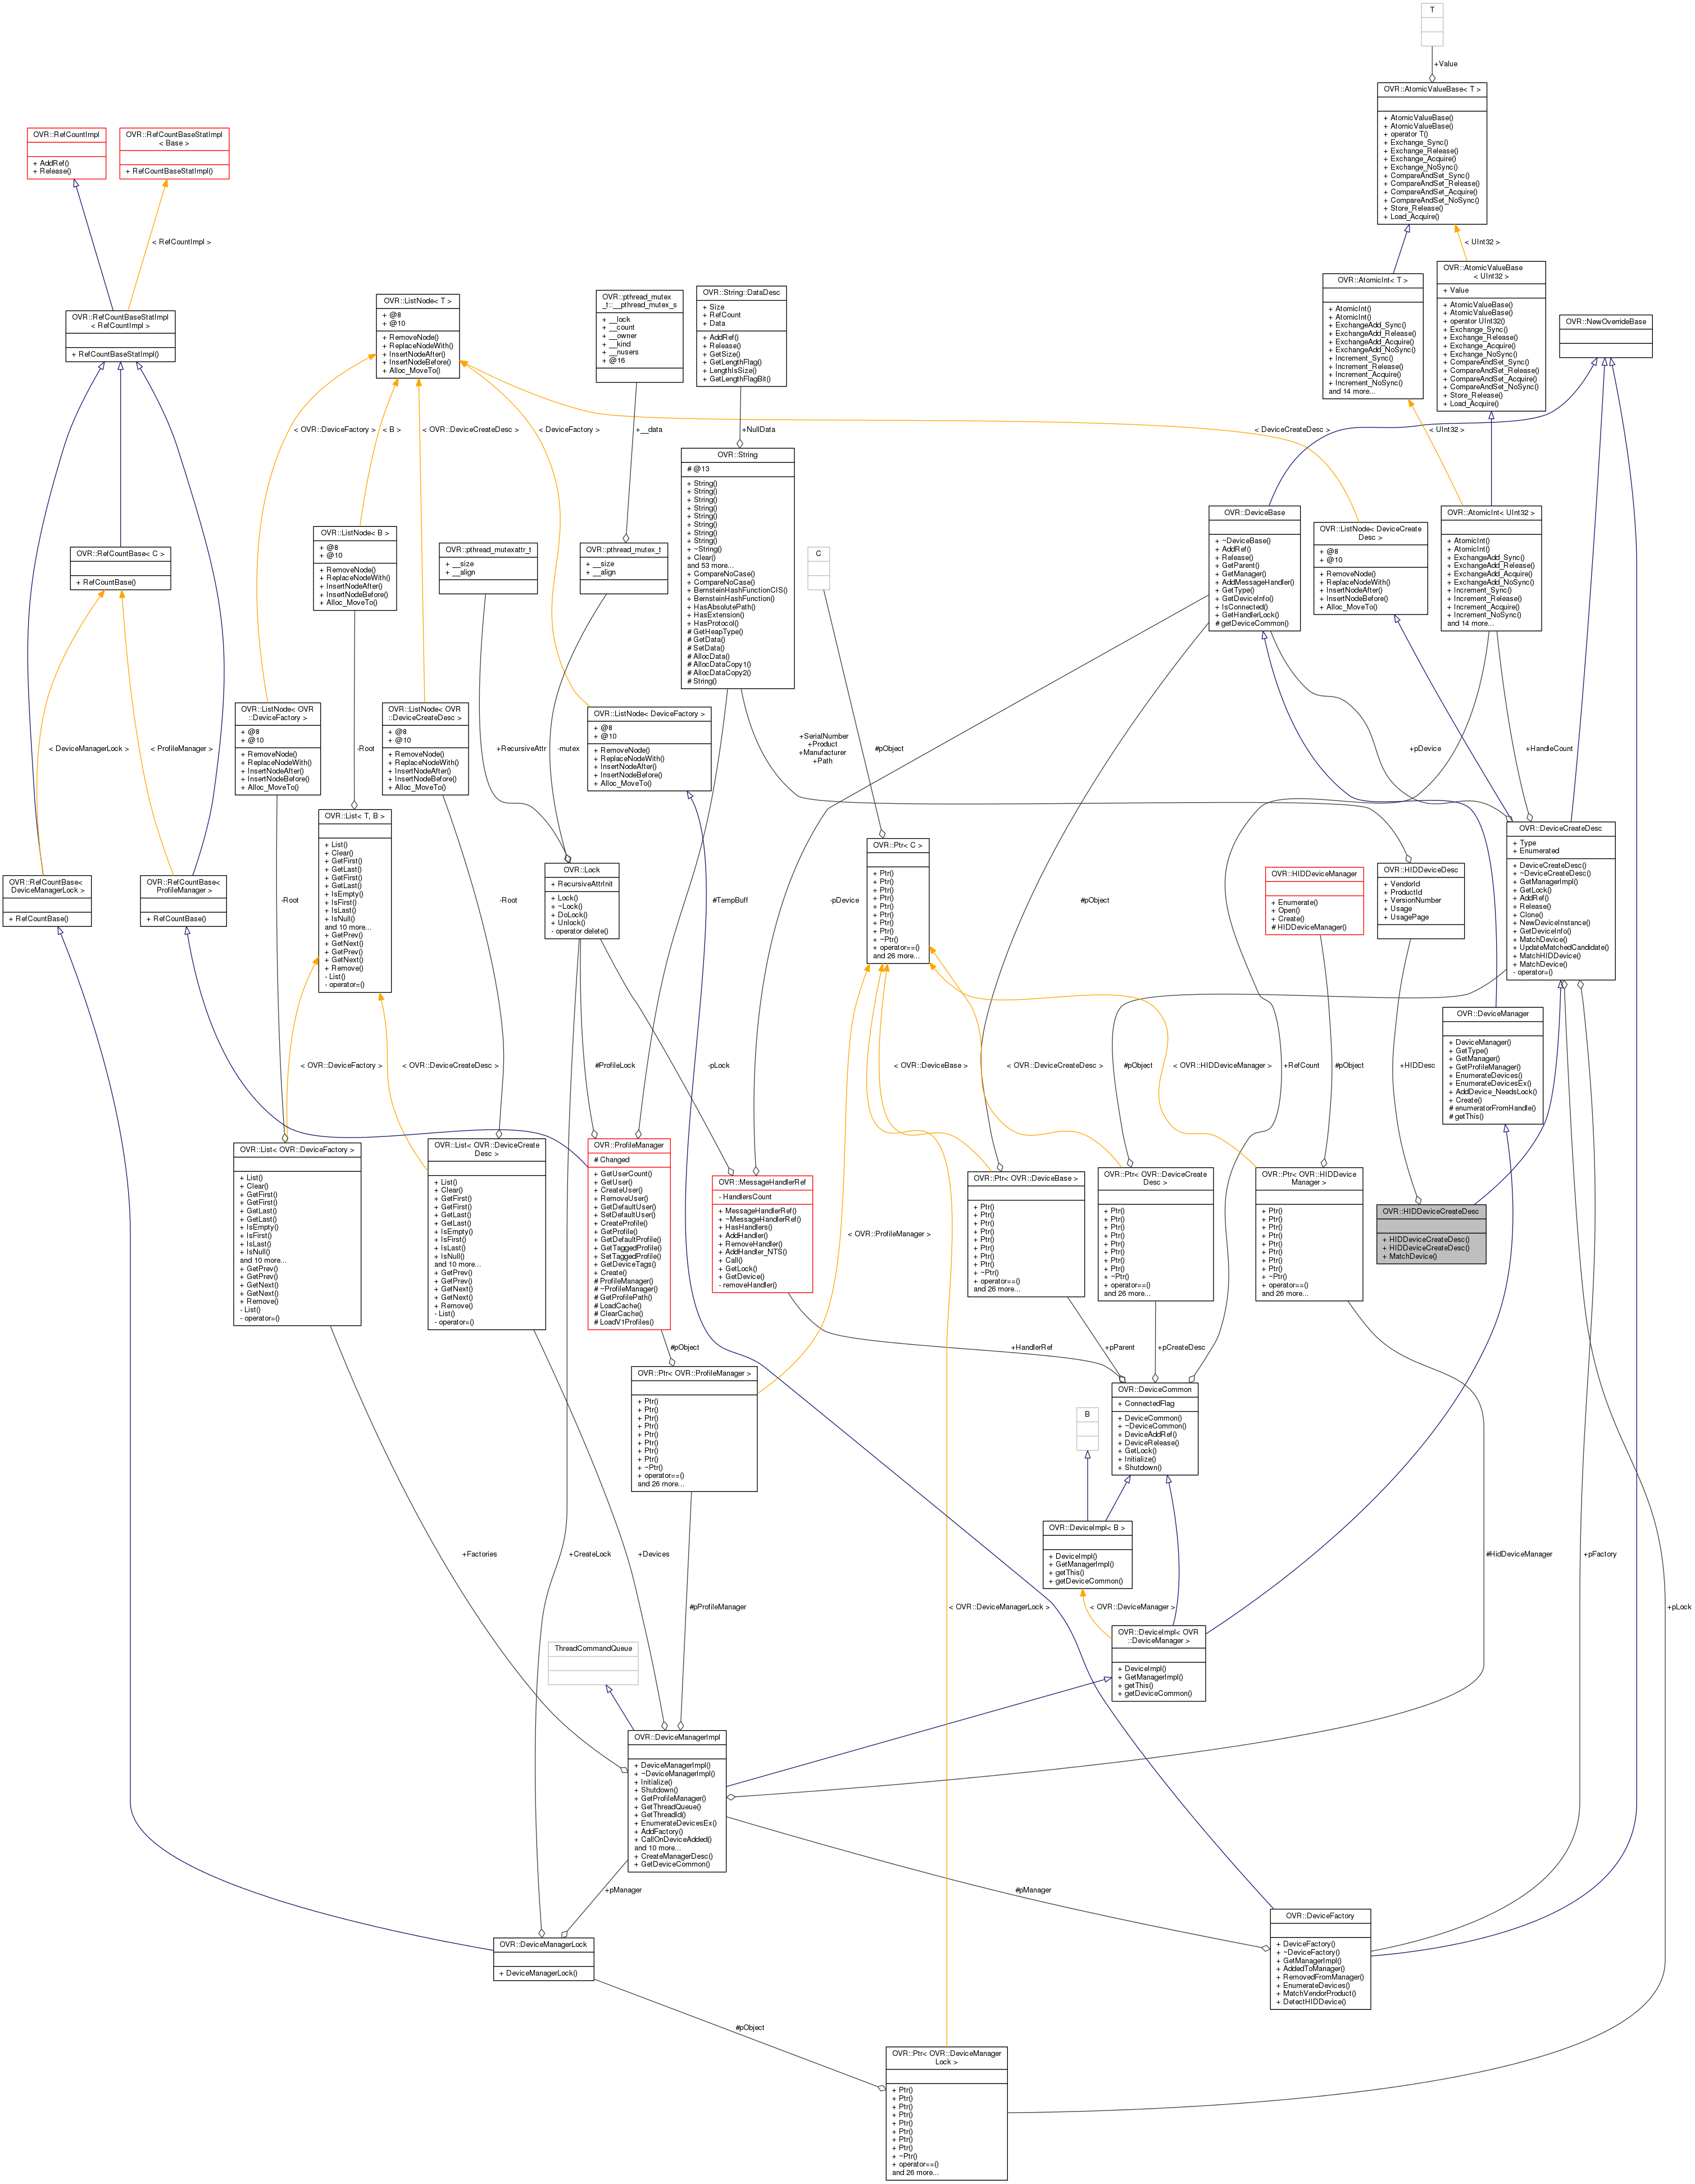 T
+Value
OVR::AtomicValueBase< T >
+ AtomicValueBase()
+ AtomicValueBase()
+ operator T()
+ Exchange_Sync()
+ Exchange_Release()
+ Exchange_Acquire()
+ Exchange_NoSync()
+ CompareAndSet_Sync()
+ CompareAndSet_Release()
+ CompareAndSet_Acquire()
+ CompareAndSet_NoSync()
+ Store_Release()
+ Load_Acquire()
OVR::RefCountImpl
+ AddRef()
+ Release()
OVR::RefCountBaseStatImpl
< Base >
+ RefCountBaseStatImpl()
< RefCountImpl >
< UInt32 >
OVR::RefCountBaseStatImpl
< RefCountImpl >
+ RefCountBaseStatImpl()
OVR::ListNode< T >
+ @8
+ @10
+ RemoveNode()
+ ReplaceNodeWith()
+ InsertNodeAfter()
+ InsertNodeBefore()
+ Alloc_MoveTo()
OVR::pthread_mutex
_t::__pthread_mutex_s
+ __lock
+ __count
+ __owner
+ __kind
+ __nusers
+ @16
OVR::String::DataDesc
+ Size
+ RefCount
+ Data
+ AddRef()
+ Release()
+ GetSize()
+ GetLengthFlag()
+ LengthIsSize()
+ GetLengthFlagBit()
OVR::AtomicInt< T >
+ AtomicInt()
+ AtomicInt()
+ ExchangeAdd_Sync()
+ ExchangeAdd_Release()
+ ExchangeAdd_Acquire()
+ ExchangeAdd_NoSync()
+ Increment_Sync()
+ Increment_Release()
+ Increment_Acquire()
+ Increment_NoSync()
and 14 more...
OVR::AtomicValueBase
< UInt32 >
+ Value
+ AtomicValueBase()
+ AtomicValueBase()
+ operator UInt32()
+ Exchange_Sync()
+ Exchange_Release()
+ Exchange_Acquire()
+ Exchange_NoSync()
+ CompareAndSet_Sync()
+ CompareAndSet_Release()
+ CompareAndSet_Acquire()
+ CompareAndSet_NoSync()
+ Store_Release()
+ Load_Acquire()
OVR::NewOverrideBase
< OVR::DeviceFactory >
< B >
< OVR::DeviceCreateDesc >
< DeviceFactory >
+__data
+NullData
< DeviceCreateDesc >
< UInt32 >
OVR::RefCountBase< C >
+ RefCountBase()
OVR::ListNode< B >
+ @8
+ @10
+ RemoveNode()
+ ReplaceNodeWith()
+ InsertNodeAfter()
+ InsertNodeBefore()
+ Alloc_MoveTo()
OVR::pthread_mutexattr_t
+ __size
+ __align
OVR::pthread_mutex_t
+ __size
+ __align
OVR::String
# @13
+ String()
+ String()
+ String()
+ String()
+ String()
+ String()
+ String()
+ String()
+ ~String()
+ Clear()
and 53 more...
+ CompareNoCase()
+ CompareNoCase()
+ BernsteinHashFunctionCIS()
+ BernsteinHashFunction()
+ HasAbsolutePath()
+ HasExtension()
+ HasProtocol()
# GetHeapType()
# GetData()
# SetData()
# AllocData()
# AllocDataCopy1()
# AllocDataCopy2()
# String()
C
OVR::DeviceBase
+ ~DeviceBase()
+ AddRef()
+ Release()
+ GetParent()
+ GetManager()
+ AddMessageHandler()
+ GetType()
+ GetDeviceInfo()
+ IsConnected()
+ GetHandlerLock()
# getDeviceCommon()
OVR::ListNode< DeviceCreate
Desc >
+ @8
+ @10
+ RemoveNode()
+ ReplaceNodeWith()
+ InsertNodeAfter()
+ InsertNodeBefore()
+ Alloc_MoveTo()
OVR::AtomicInt< UInt32 >
+ AtomicInt()
+ AtomicInt()
+ ExchangeAdd_Sync()
+ ExchangeAdd_Release()
+ ExchangeAdd_Acquire()
+ ExchangeAdd_NoSync()
+ Increment_Sync()
+ Increment_Release()
+ Increment_Acquire()
+ Increment_NoSync()
and 14 more...
< DeviceManagerLock >
< ProfileManager >
OVR::ListNode< OVR
::DeviceFactory >
+ @8
+ @10
+ RemoveNode()
+ ReplaceNodeWith()
+ InsertNodeAfter()
+ InsertNodeBefore()
+ Alloc_MoveTo()
-Root
OVR::ListNode< OVR
::DeviceCreateDesc >
+ @8
+ @10
+ RemoveNode()
+ ReplaceNodeWith()
+ InsertNodeAfter()
+ InsertNodeBefore()
+ Alloc_MoveTo()
+RecursiveAttr
-mutex
OVR::ListNode< DeviceFactory >
+ @8
+ @10
+ RemoveNode()
+ ReplaceNodeWith()
+ InsertNodeAfter()
+ InsertNodeBefore()
+ Alloc_MoveTo()
+SerialNumber
+Product
+Manufacturer
+Path
#pObject
+pDevice
+HandleCount
OVR::RefCountBase<
DeviceManagerLock >
+ RefCountBase()
OVR::RefCountBase<
ProfileManager >
+ RefCountBase()
-Root
OVR::List< T, B >
+ List()
+ Clear()
+ GetFirst()
+ GetLast()
+ GetFirst()
+ GetLast()
+ IsEmpty()
+ IsFirst()
+ IsLast()
+ IsNull()
and 10 more...
+ GetPrev()
+ GetNext()
+ GetPrev()
+ GetNext()
+ Remove()
- List()
- operator=()
-Root
OVR::Lock
+ RecursiveAttrInit
+ Lock()
+ ~Lock()
+ DoLock()
+ Unlock()
- operator delete()
#TempBuff
-pDevice
OVR::Ptr< C >
+ Ptr()
+ Ptr()
+ Ptr()
+ Ptr()
+ Ptr()
+ Ptr()
+ Ptr()
+ Ptr()
+ ~Ptr()
+ operator==()
and 26 more...
#pObject
OVR::HIDDeviceManager
+ Enumerate()
+ Open()
+ Create()
# HIDDeviceManager()
OVR::HIDDeviceDesc
+ VendorId
+ ProductId
+ VersionNumber
+ Usage
+ UsagePage
OVR::DeviceCreateDesc
+ Type
+ Enumerated
+ DeviceCreateDesc()
+ ~DeviceCreateDesc()
+ GetManagerImpl()
+ GetLock()
+ AddRef()
+ Release()
+ Clone()
+ NewDeviceInstance()
+ GetDeviceInfo()
+ MatchDevice()
+ UpdateMatchedCandidate()
+ MatchHIDDevice()
+ MatchDevice()
- operator=()
OVR::DeviceManager
+ DeviceManager()
+ GetType()
+ GetManager()
+ GetProfileManager()
+ EnumerateDevices()
+ EnumerateDevicesEx()
+ AddDevice_NeedsLock()
+ Create()
# enumeratorFromHandle()
# getThis()
< OVR::DeviceFactory >
< OVR::DeviceCreateDesc >
#ProfileLock
-pLock
< OVR::DeviceBase >
< OVR::DeviceCreateDesc >
#pObject
< OVR::HIDDeviceManager >
+RefCount
#pObject
+HIDDesc
OVR::List< OVR::DeviceFactory >
+ List()
+ Clear()
+ GetFirst()
+ GetFirst()
+ GetLast()
+ GetLast()
+ IsEmpty()
+ IsFirst()
+ IsLast()
+ IsNull()
and 10 more...
+ GetPrev()
+ GetPrev()
+ GetNext()
+ GetNext()
+ Remove()
- List()
- operator=()
OVR::List< OVR::DeviceCreate
Desc >
+ List()
+ Clear()
+ GetFirst()
+ GetFirst()
+ GetLast()
+ GetLast()
+ IsEmpty()
+ IsFirst()
+ IsLast()
+ IsNull()
and 10 more...
+ GetPrev()
+ GetPrev()
+ GetNext()
+ GetNext()
+ Remove()
- List()
- operator=()
OVR::ProfileManager
# Changed
+ GetUserCount()
+ GetUser()
+ CreateUser()
+ RemoveUser()
+ GetDefaultUser()
+ SetDefaultUser()
+ CreateProfile()
+ GetProfile()
+ GetDefaultProfile()
+ GetTaggedProfile()
+ SetTaggedProfile()
+ GetDeviceTags()
+ Create()
# ProfileManager()
# ~ProfileManager()
# GetProfilePath()
# LoadCache()
# ClearCache()
# LoadV1Profiles()
OVR::MessageHandlerRef
- HandlersCount
+ MessageHandlerRef()
+ ~MessageHandlerRef()
+ HasHandlers()
+ AddHandler()
+ RemoveHandler()
+ AddHandler_NTS()
+ Call()
+ GetLock()
+ GetDevice()
- removeHandler()
< OVR::ProfileManager >
OVR::Ptr< OVR::DeviceBase >
+ Ptr()
+ Ptr()
+ Ptr()
+ Ptr()
+ Ptr()
+ Ptr()
+ Ptr()
+ Ptr()
+ ~Ptr()
+ operator==()
and 26 more...
OVR::Ptr< OVR::DeviceCreate
Desc >
+ Ptr()
+ Ptr()
+ Ptr()
+ Ptr()
+ Ptr()
+ Ptr()
+ Ptr()
+ Ptr()
+ ~Ptr()
+ operator==()
and 26 more...
OVR::Ptr< OVR::HIDDevice
Manager >
+ Ptr()
+ Ptr()
+ Ptr()
+ Ptr()
+ Ptr()
+ Ptr()
+ Ptr()
+ Ptr()
+ ~Ptr()
+ operator==()
and 26 more...
OVR::HIDDeviceCreateDesc
+ HIDDeviceCreateDesc()
+ HIDDeviceCreateDesc()
+ MatchDevice()
#pObject
+HandlerRef
+pParent
+pCreateDesc
OVR::Ptr< OVR::ProfileManager >
+ Ptr()
+ Ptr()
+ Ptr()
+ Ptr()
+ Ptr()
+ Ptr()
+ Ptr()
+ Ptr()
+ ~Ptr()
+ operator==()
and 26 more...
B
OVR::DeviceCommon
+ ConnectedFlag
+ DeviceCommon()
+ ~DeviceCommon()
+ DeviceAddRef()
+ DeviceRelease()
+ GetLock()
+ Initialize()
+ Shutdown()
OVR::DeviceImpl< B >
+ DeviceImpl()
+ GetManagerImpl()
+ getThis()
+ getDeviceCommon()
+Factories
+CreateLock
+Devices
#HidDeviceManager
+pFactory
#pProfileManager
< OVR::DeviceManagerLock >
< OVR::DeviceManager >
+pLock
ThreadCommandQueue
OVR::DeviceImpl< OVR
::DeviceManager >
+ DeviceImpl()
+ GetManagerImpl()
+ getThis()
+ getDeviceCommon()
OVR::DeviceManagerImpl
+ DeviceManagerImpl()
+ ~DeviceManagerImpl()
+ Initialize()
+ Shutdown()
+ GetProfileManager()
+ GetThreadQueue()
+ GetThreadId()
+ EnumerateDevicesEx()
+ AddFactory()
+ CallOnDeviceAdded()
and 10 more...
+ CreateManagerDesc()
+ GetDeviceCommon()
+pManager
#pManager
OVR::DeviceFactory
+ DeviceFactory()
+ ~DeviceFactory()
+ GetManagerImpl()
+ AddedToManager()
+ RemovedFromManager()
+ EnumerateDevices()
+ MatchVendorProduct()
+ DetectHIDDevice()
OVR::DeviceManagerLock
+ DeviceManagerLock()
#pObject
OVR::Ptr< OVR::DeviceManager
Lock >
+ Ptr()
+ Ptr()
+ Ptr()
+ Ptr()
+ Ptr()
+ Ptr()
+ Ptr()
+ Ptr()
+ ~Ptr()
+ operator==()
and 26 more...